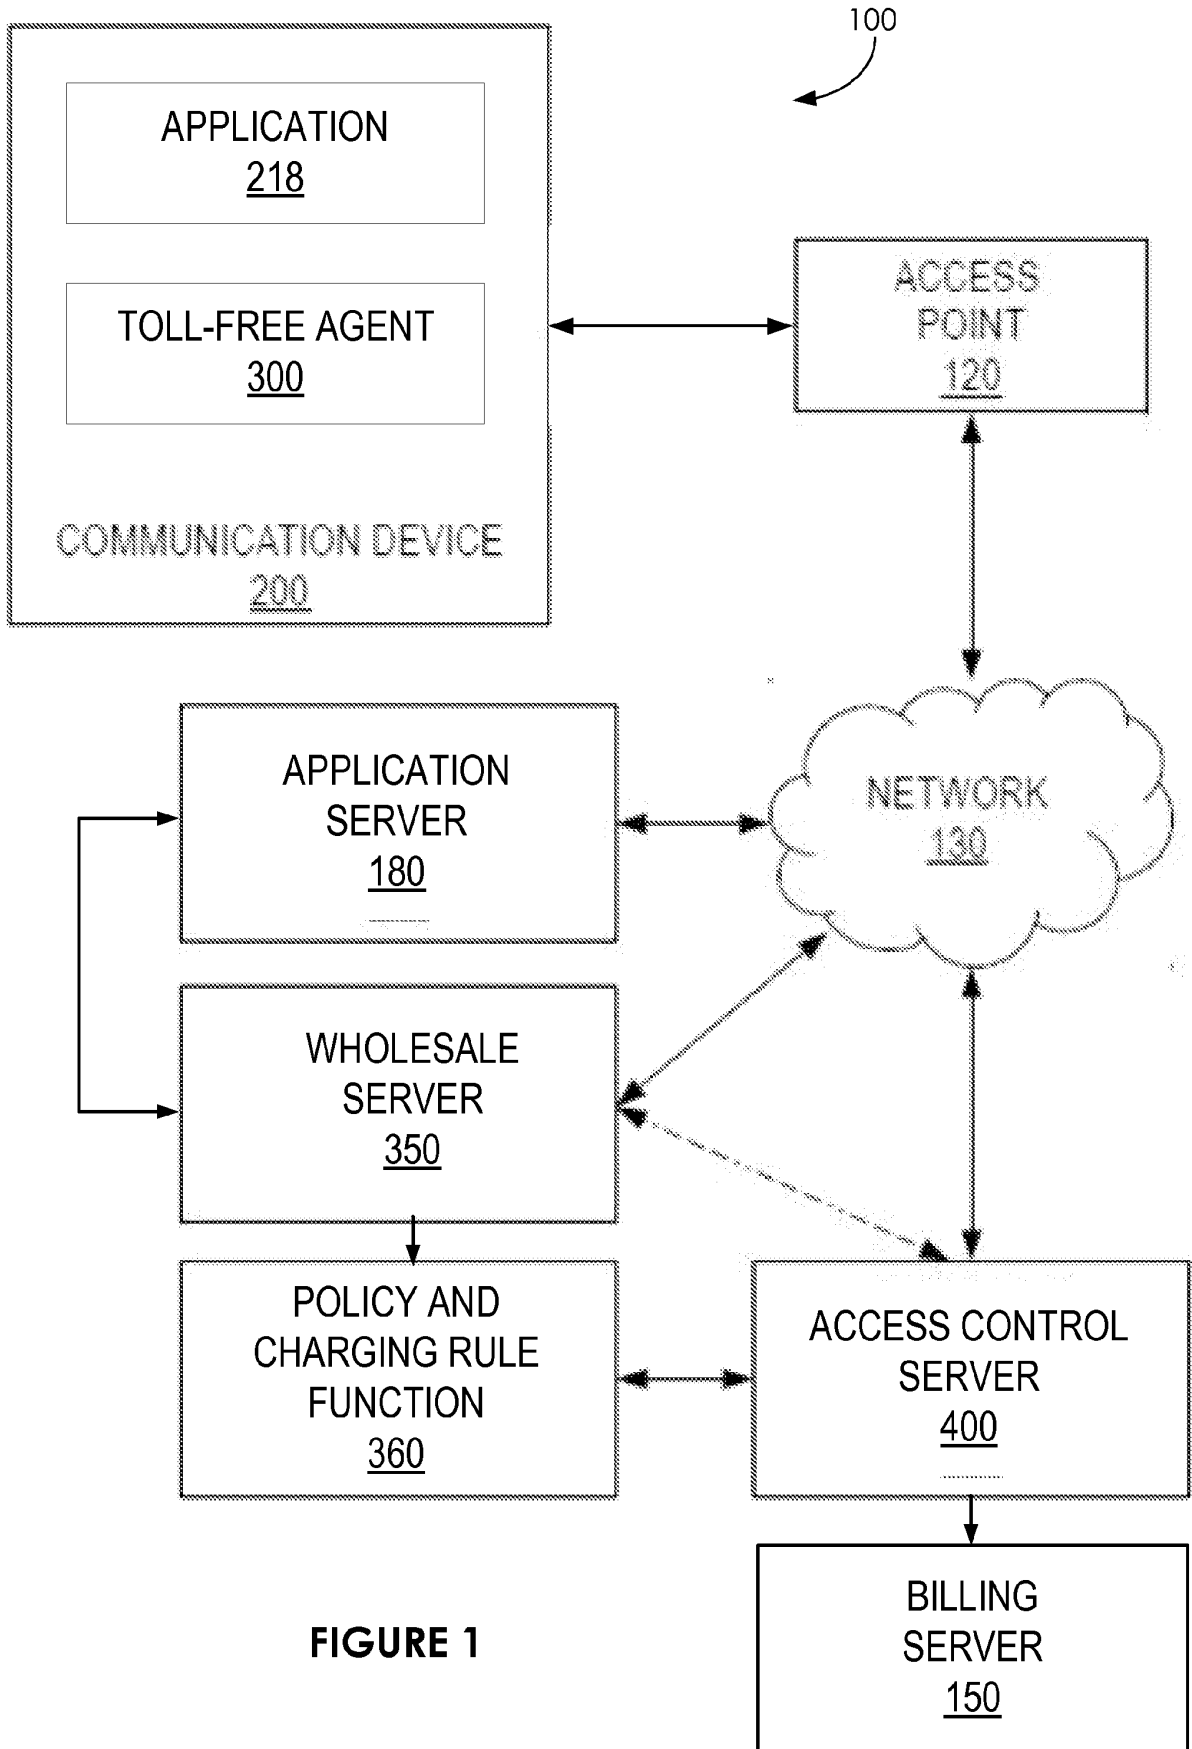 100
APPLICATION
218
TOLL-FREE AGENT
300
COMMUNICATION DEVICE
200
ACCESS
POINT
120
NETWORK
130
APPLICATION
SERVER
180
WHOLESALE
SERVER
350
POLICY AND
CHARGING RULE
FUNCTION
360
ACCESS CONTROL
SERVER
400
BILLING
SERVER
150
FIGURE 1